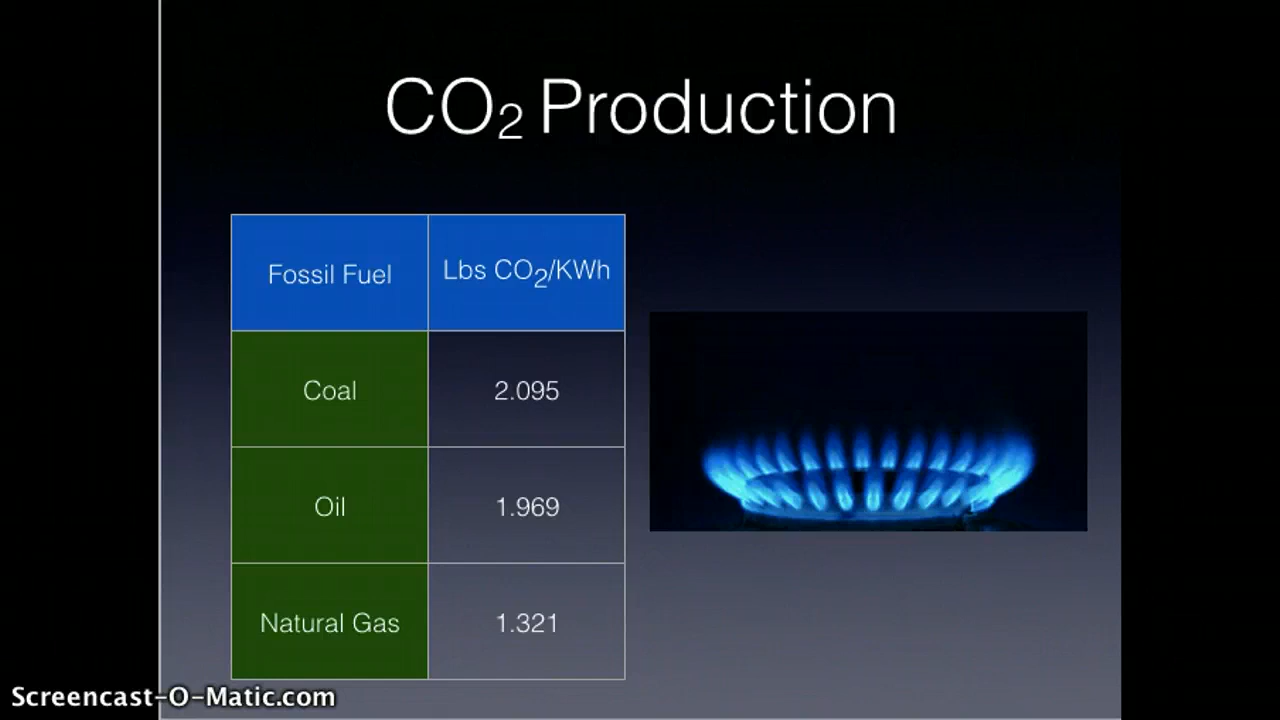 CO₂ Production
Fossil Fuel
Lbs CO₂/KWh
Coal
2.095
Oil
1.969
Natural Gas
1.321
Screencast-O-Matic.com